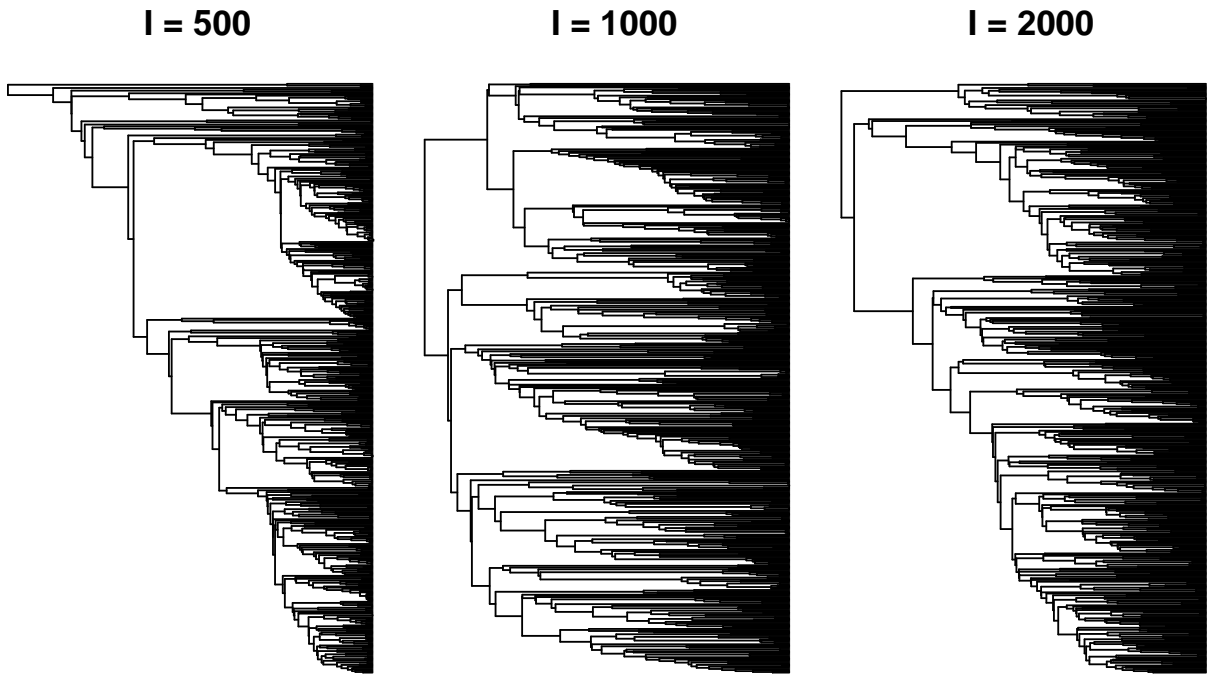 I = 500
I = 1000
I = 2000